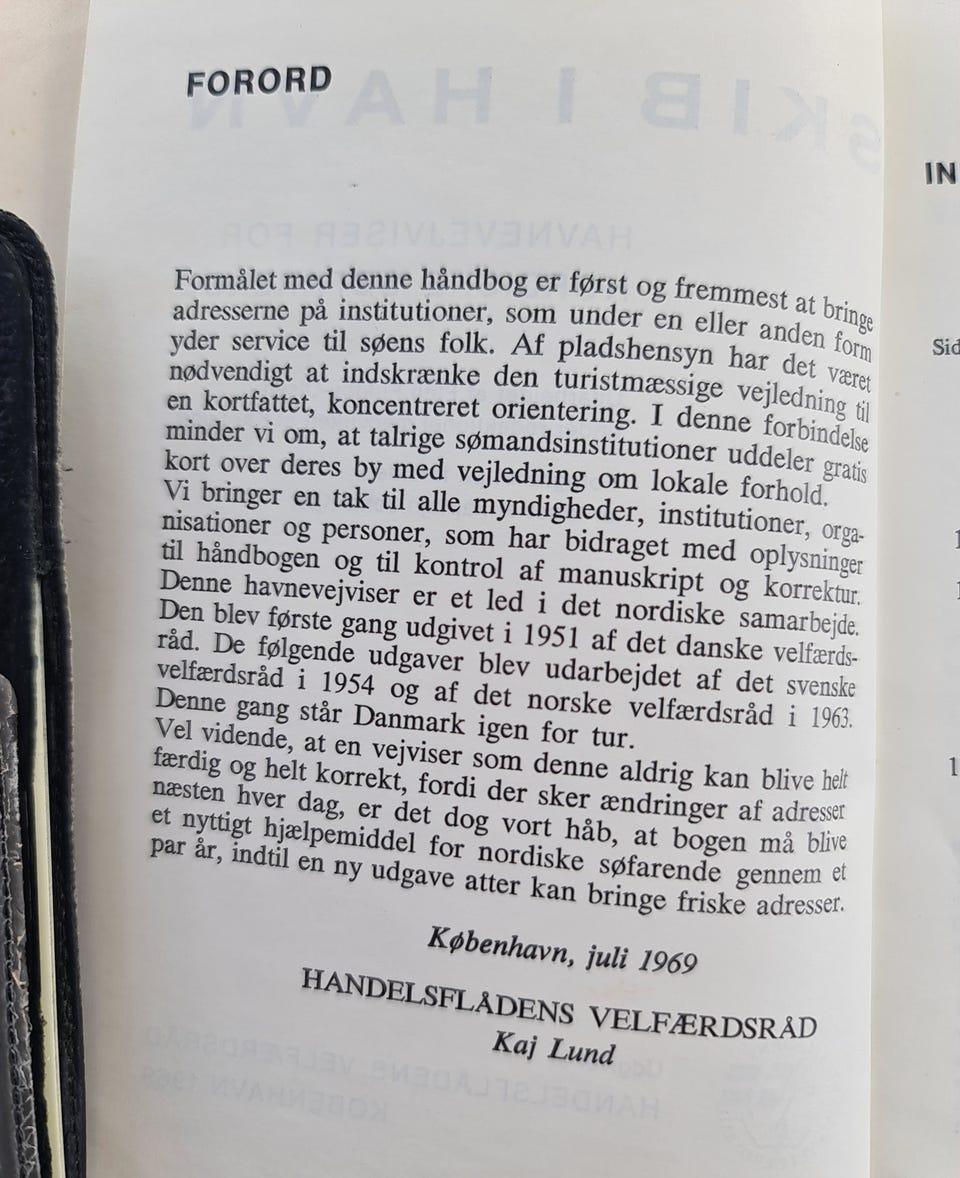 FORORD
Formålet med denne håndbog er først og fremmest at bringe
adresserne på institutioner, som under en eller anden form
yder service til søens folk. Af pladshensyn har det været
nødvendigt at indskrænke den turistmæssige vejledning til
en kortfattet, koncentreret orientering. I denne forbindelse
minder vi om, at talrige sømandsinstitutioner uddeler gratis
kort over deres by med vejledning om lokale forhold.
Vi bringer en tak til alle myndigheder, institutioner, orga-
nisationer og personer, som har bidraget med oplysninger
til håndbogen og til kontrol af manuskript og korrektur.
Denne havnevejviser er et led i det nordiske samarbejde.
Den blev første gang udgivet i 1951 af det danske velfærds-
råd. De følgende udgaver blev udarbejdet af det svenske
velfærdsråd i 1954 og af det norske velfærdsråd i 1963.
Denne gang står Danmark igen for tur.
Vel vidende, at en vejviser som denne aldrig kan blive helt
færdig og helt korrekt, fordi der sker ændringer af adresser
næsten hver dag, er det dog vort håb, at bogen må blive
et nyttigt hjælpemiddel for nordiske søfarende gennem et
par år, indtil en ny udgave atter kan bringe friske adresser.
København, juli 1969
HANDELSFLÅDENS VELFÆRDSRÅD
Kaj Lund
IN
Sid
1
1
1